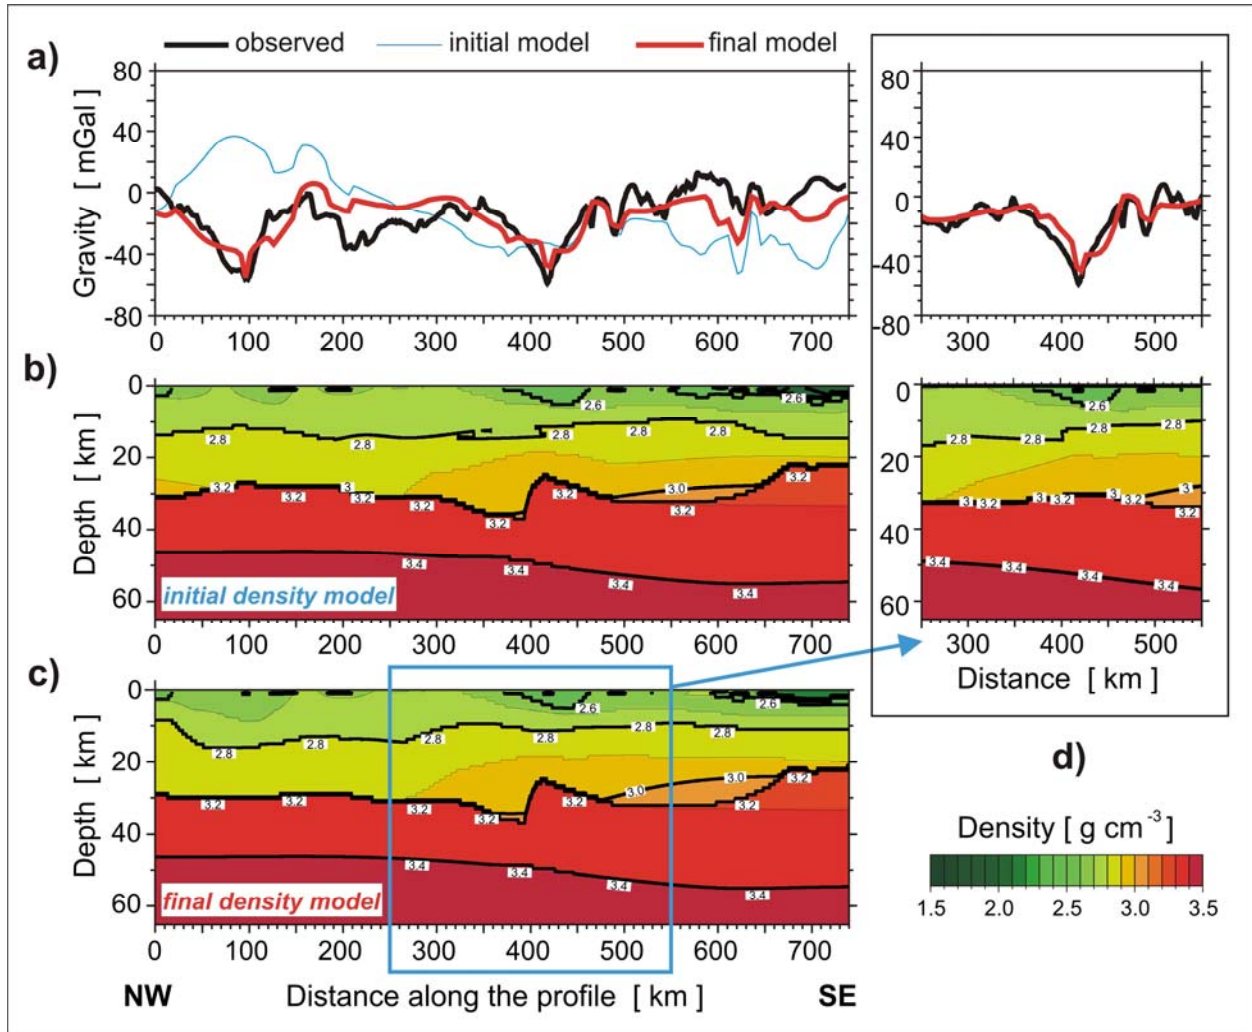 observed initial model final model
a)
80
40
0
-40
-80
Gravity [ mGal]
0 100 200 300 400 500 600 700
80
40
0
-40
-80
300 400 500
b)
0
20
40
60
Depth [ km]
2.6
2.8 2.8 2.8 2.8 2.8
3.2 3.2 3 3.2 3.2 3.2 3.2 3.0 3.2 3.2
3.4 3.4 3.4 3.4
initial density model
0 100 200 300 400 500 600 700
0
20
40
60
2.6
2.8 2.8 2.8 2.8
3 3.2 3 3.2 3 3.2 3 3.2
3.4 3.4 3.4 3.4
300 400 500
Distance [ km]
c)
0
20
40
60
Depth [ km]
2.6 2.6
2.8 2.8 2.8 2.8 2.8 2.8
3.2 3.2 3.2 3.2 3.2 3.0 3.2 3.2
3.4 3.4 3.4 3.4
final density model
0 100 200 300 400 500 600 700
NW Distance along the profile [ km] SE
d)
Density [ g cm⁻³]
1.5 2.0 2.5 3.0 3.5